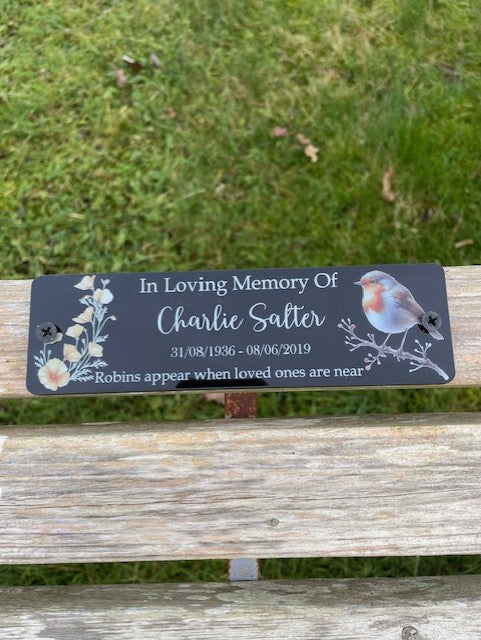 In Loving Memory Of
Charlie Salter
31/08/1936 - 08/06/2019
Robins appear when loved ones are near